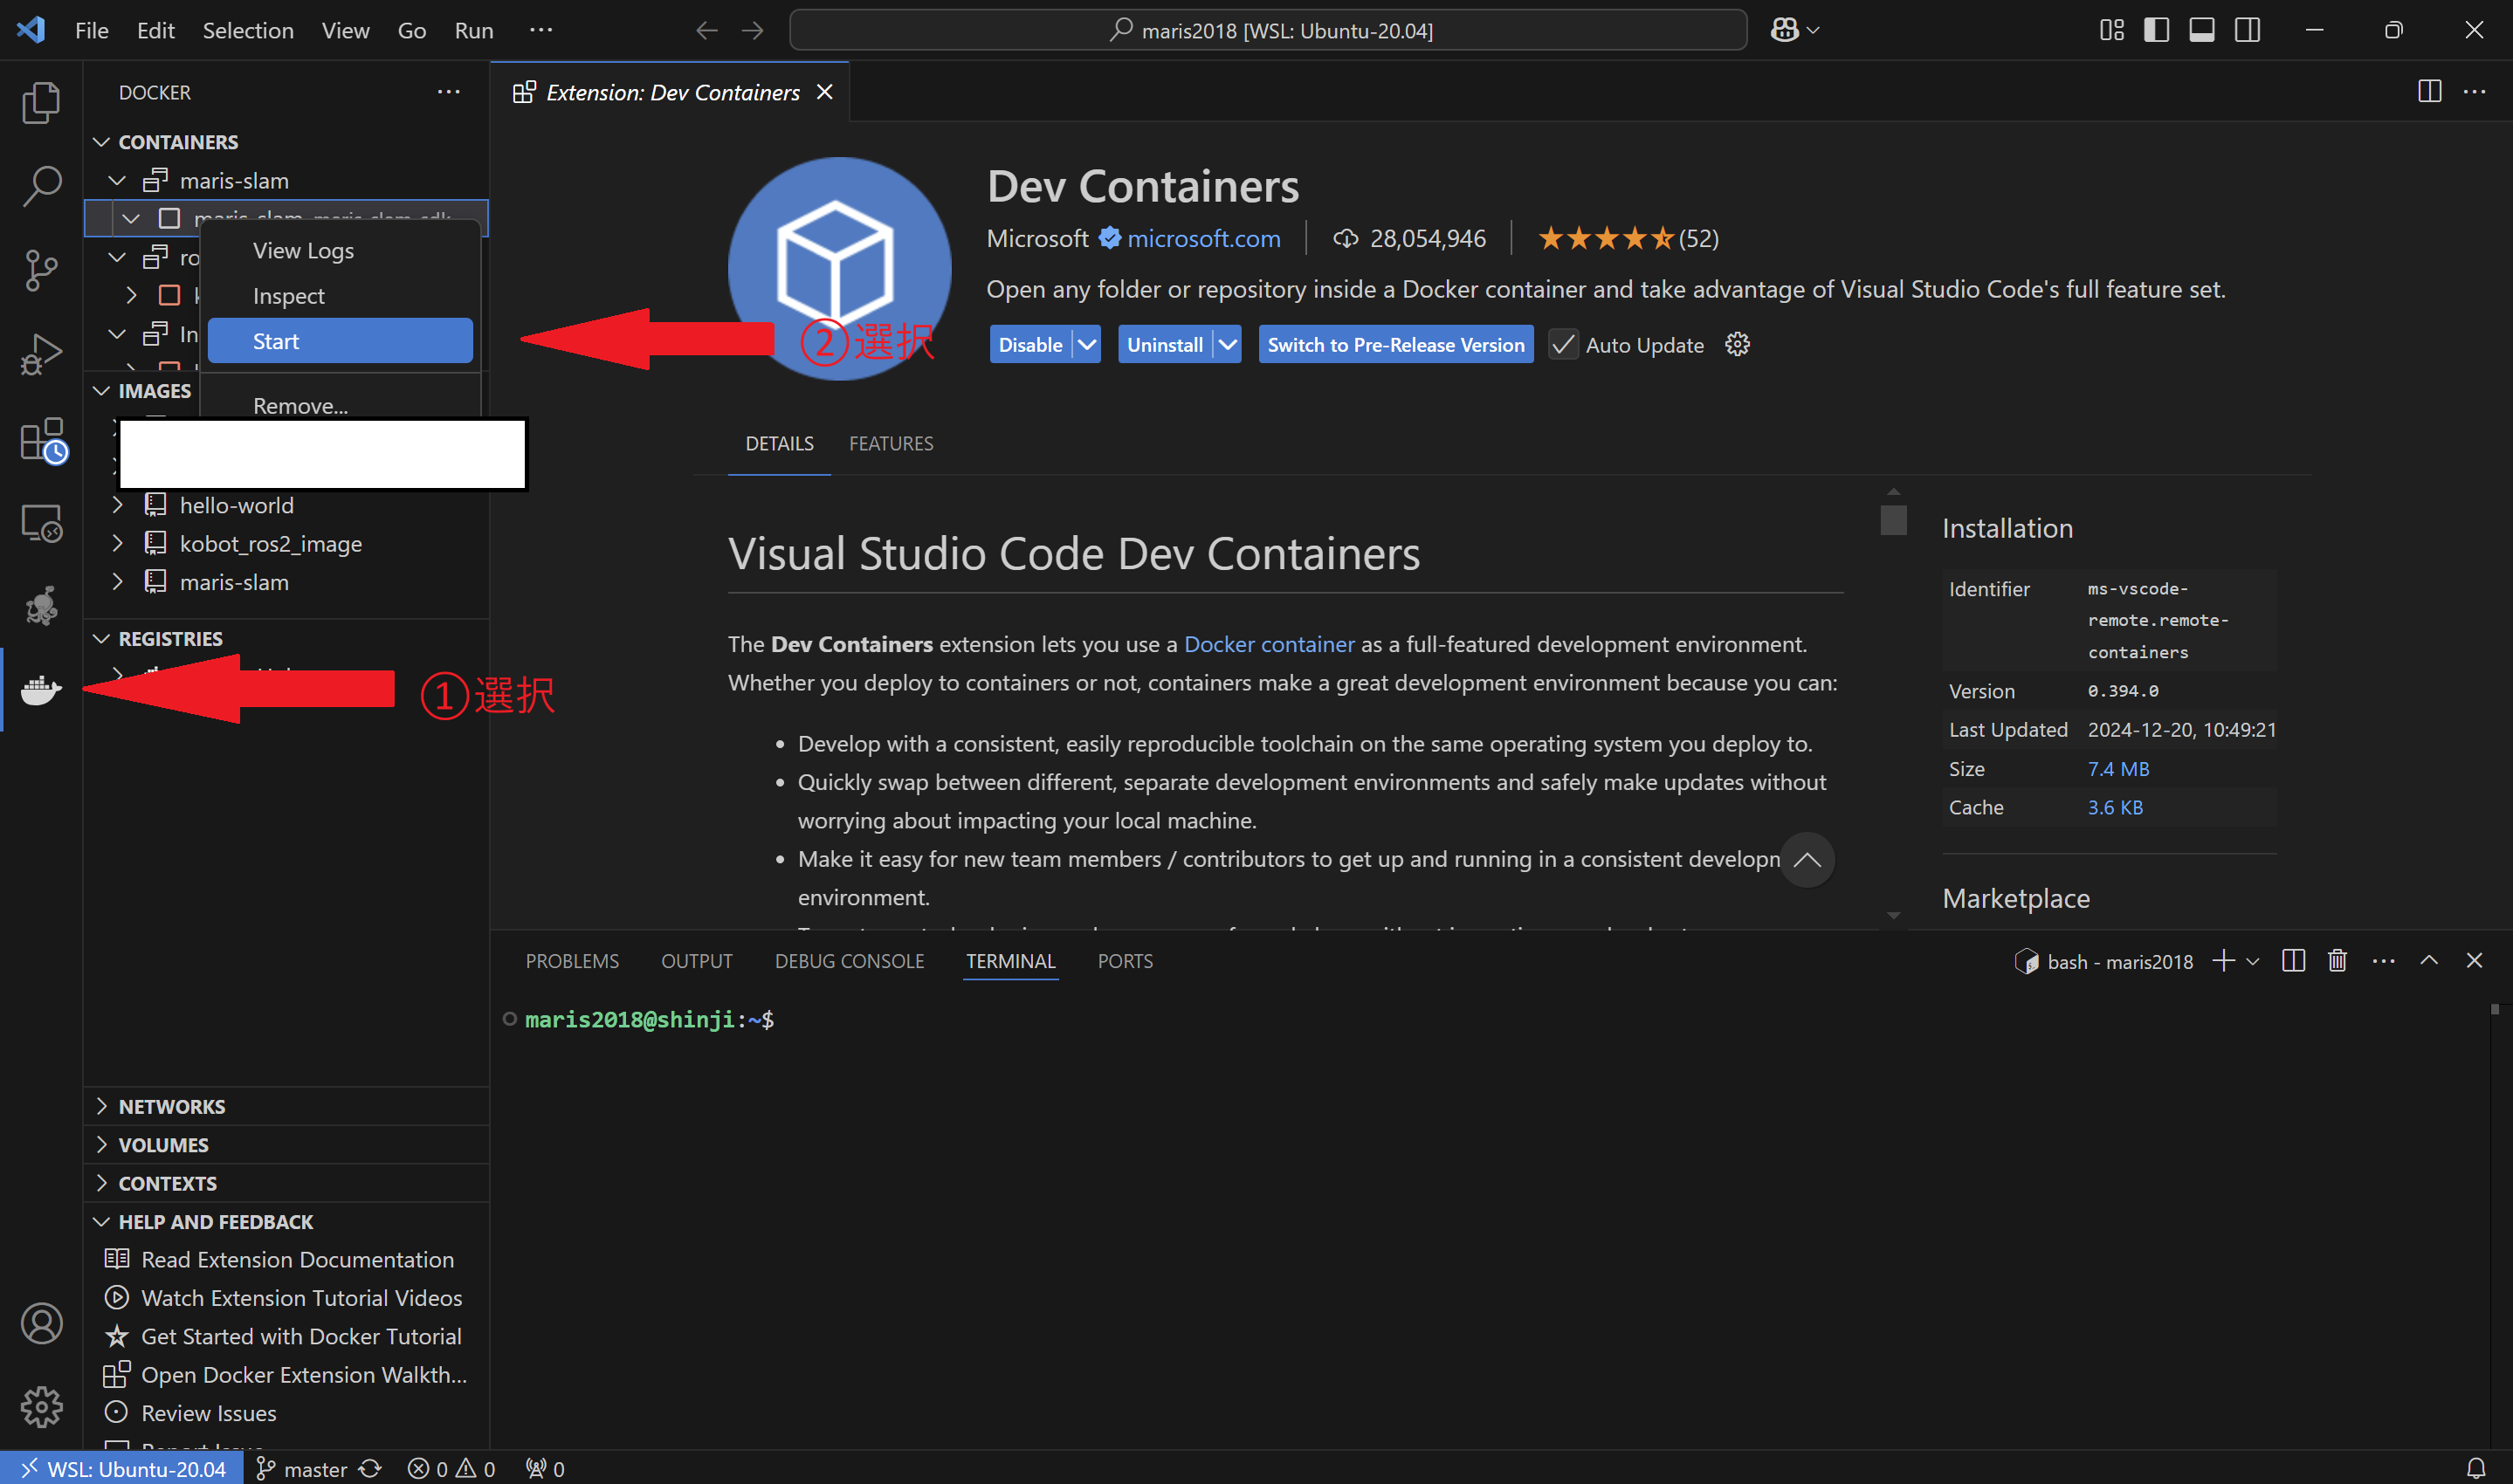 File Edit Selection View Go Run ···
maris2018 [WSL: Ubuntu-20.04]
DOCKER
CONTAINERS
maris-slam
View Logs
Inspect
Start
Remove...
IMAGES
hello-world
kobot_ros2_image
maris-slam
REGISTRIES
①選択
②選択
NETWORKS
VOLUMES
CONTEXTS
HELP AND FEEDBACK
Read Extension Documentation
Watch Extension Tutorial Videos
Get Started with Docker Tutorial
Open Docker Extension Walkth...
Review Issues
Extension: Dev Containers
Dev Containers
Microsoft microsoft.com 28,054,946 (52)
Open any folder or repository inside a Docker container and take advantage of Visual Studio Code's full feature set.
Disable Uninstall Switch to Pre-Release Version Auto Update
DETAILS FEATURES
Visual Studio Code Dev Containers
The Dev Containers extension lets you use a Docker container as a full-featured development environment.
Whether you deploy to containers or not, containers make a great development environment because you can:
• Develop with a consistent, easily reproducible toolchain on the same operating system you deploy to.
• Quickly swap between different, separate development environments and safely make updates without
worrying about impacting your local machine.
• Make it easy for new team members / contributors to get up and running in a consistent developn
environment.
Installation
Identifier ms-vscode-
remote.remote-
containers
Version 0.394.0
Last Updated 2024-12-20, 10:49:21
Size 7.4 MB
Cache 3.6 KB
Marketplace
PROBLEMS OUTPUT DEBUG CONSOLE TERMINAL PORTS
bash - maris2018
maris2018@shinji:~$
WSL: Ubuntu-20.04 master 0 0 0